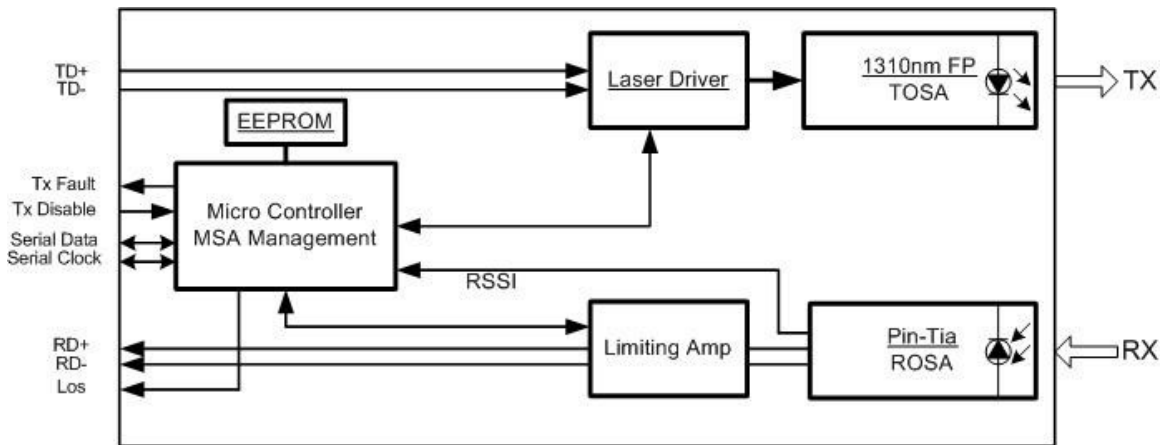 TD+
TD-
Laser Driver
1310nm FP
TOSA
TX
EEPROM
Tx Fault
Tx Disable
Serial Data
Serial Clock
Micro Controller
MSA Management
RSSI
RD+
RD-
Los
Limiting Amp
Pin-Tia
ROSA
RX